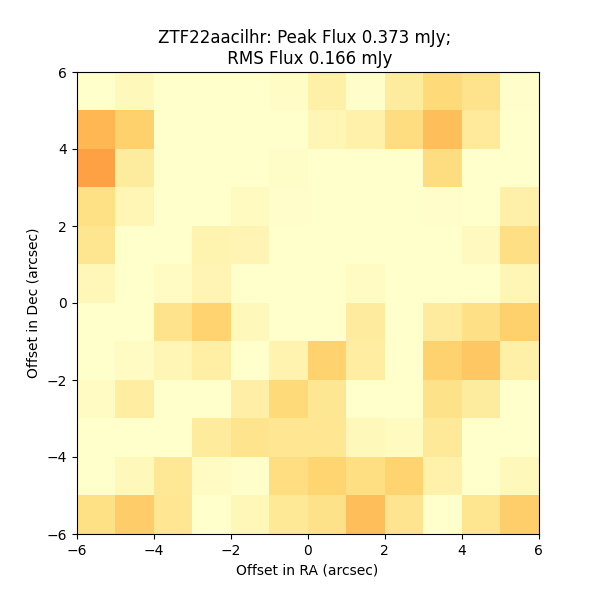 ZTF22aacilhr: Peak Flux 0.373 mJy;
RMS Flux 0.166 mJy
6
4
2
0
−2
−4
−6
Offset in Dec (arcsec)
−6 −4 −2 0 2 4 6
Offset in RA (arcsec)